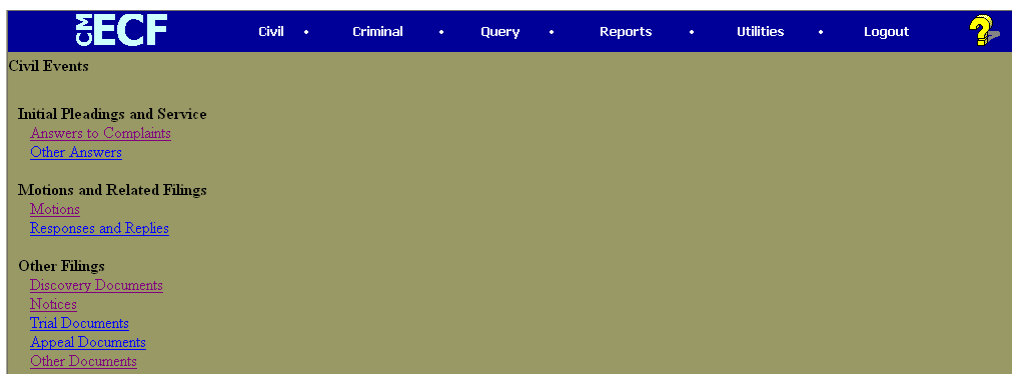 CM ECF Civil • Criminal • Query • Reports • Utilities • Logout ?
Civil Events
Initial Pleadings and Service
Answers to Complaints
Other Answers
Motions and Related Filings
Motions
Responses and Replies
Other Filings
Discovery Documents
Notices
Trial Documents
Appeal Documents
Other Documents